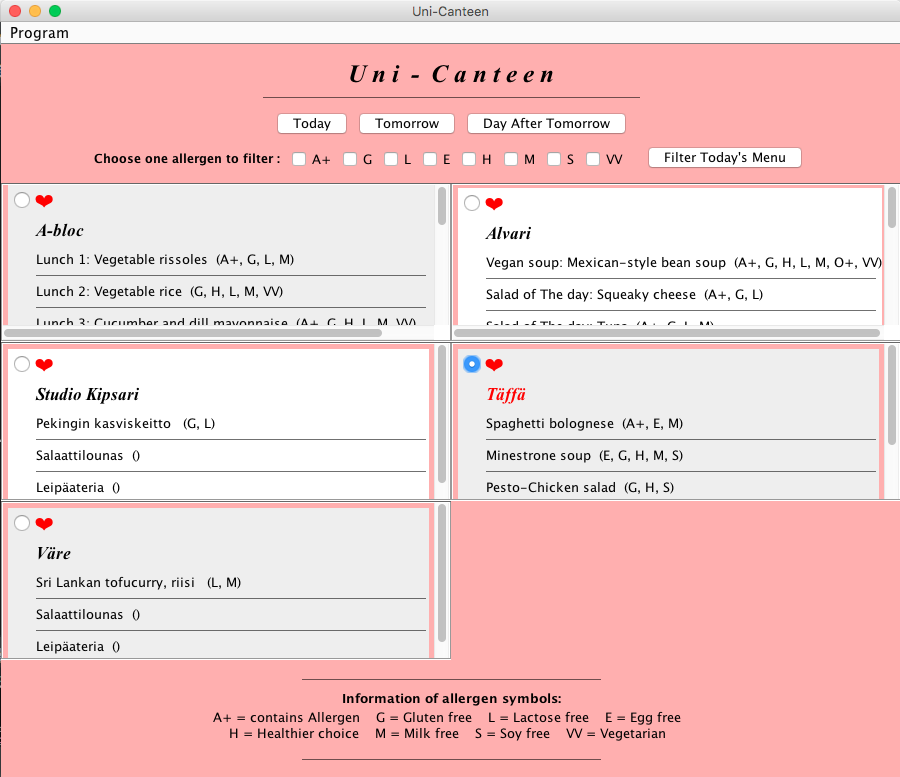 Uni-Canteen
Program
Uni - Canteen
Today Tomorrow Day After Tomorrow
Choose one allergen to filter : A+ G L E H M S VV Filter Today's Menu
A-bloc
Lunch 1: Vegetable rissoles (A+, G, L, M)
Lunch 2: Vegetable rice (G, H, L, M, VV)
Lunch 3: Cucumber and dill mayonnaise (A+, G, H, L, M, VV)
Alvari
Vegan soup: Mexican-style bean soup (A+, G, H, L, M, O+, VV)
Salad of The day: Squeaky cheese (A+, G, L)
Salad of The day: Tuna (A+, G, L, M)
Studio Kipsari
Pekingin kasviskeitto (G, L)
Salaattilounas ()
Leipäateria ()
Täffä
Spaghetti bolognese (A+, E, M)
Minestrone soup (E, G, H, M, S)
Pesto-Chicken salad (G, H, S)
Väre
Sri Lankan tofucurry, riisi (L, M)
Salaattilounas ()
Leipäateria ()
Information of allergen symbols:
A+ = contains Allergen G = Gluten free L = Lactose free E = Egg free
H = Healthier choice M = Milk free S = Soy free VV = Vegetarian